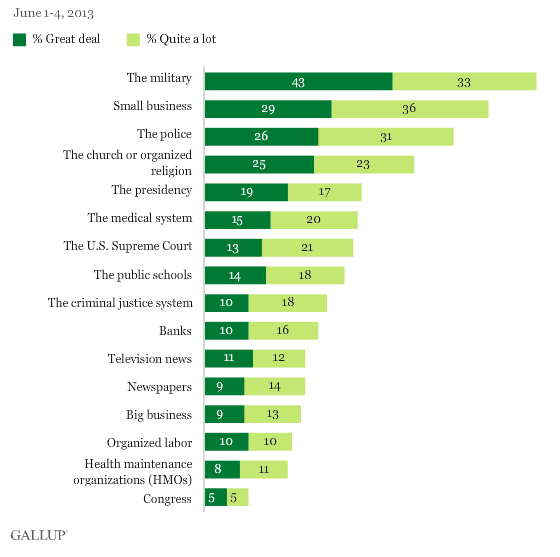 June 1-4, 2013
% Great deal % Quite a lot
The military 43 33
Small business 29 36
The police 26 31
The church or organized
religion 25 23
The presidency 19 17
The medical system 15 20
The U.S. Supreme Court 13 21
The public schools 14 18
The criminal justice system 10 18
Banks 10 16
Television news 11 12
Newspapers 9 14
Big business 9 13
Organized labor 10 10
Health maintenance
organizations (HMOs) 8 11
Congress 5 5
GALLUP®